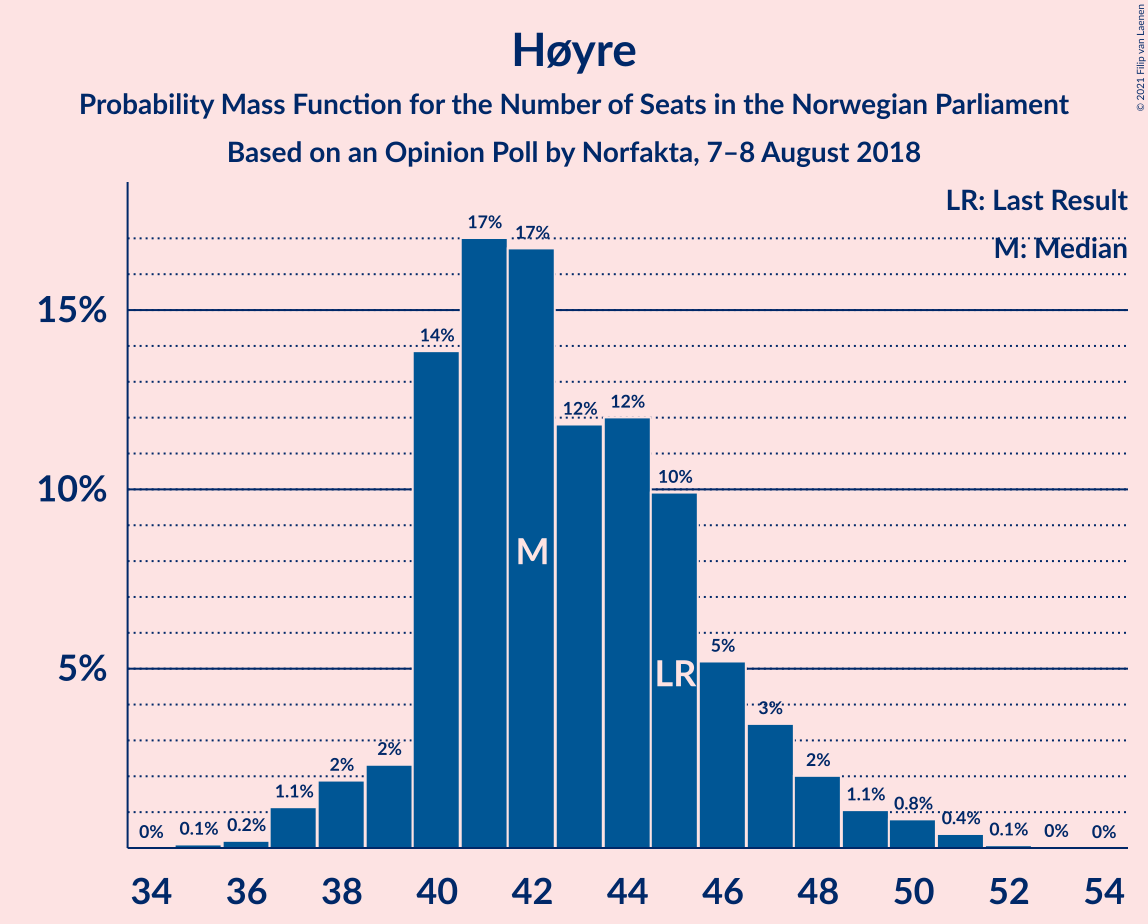 Høyre
Probability Mass Function for the Number of Seats in the Norwegian Parliament
Based on an Opinion Poll by Norfakta, 7–8 August 2018
© 2021 Filip van Laenen
LR: Last Result
M: Median
15%
10%
5%
0%
0.1%
0.2%
1.1%
2%
2%
14%
17%
17%
12%
12%
10%
5%
3%
2%
1.1%
0.8%
0.4%
0.1%
0%
0%
M
LR
34 36 38 40 42 44 46 48 50 52 54